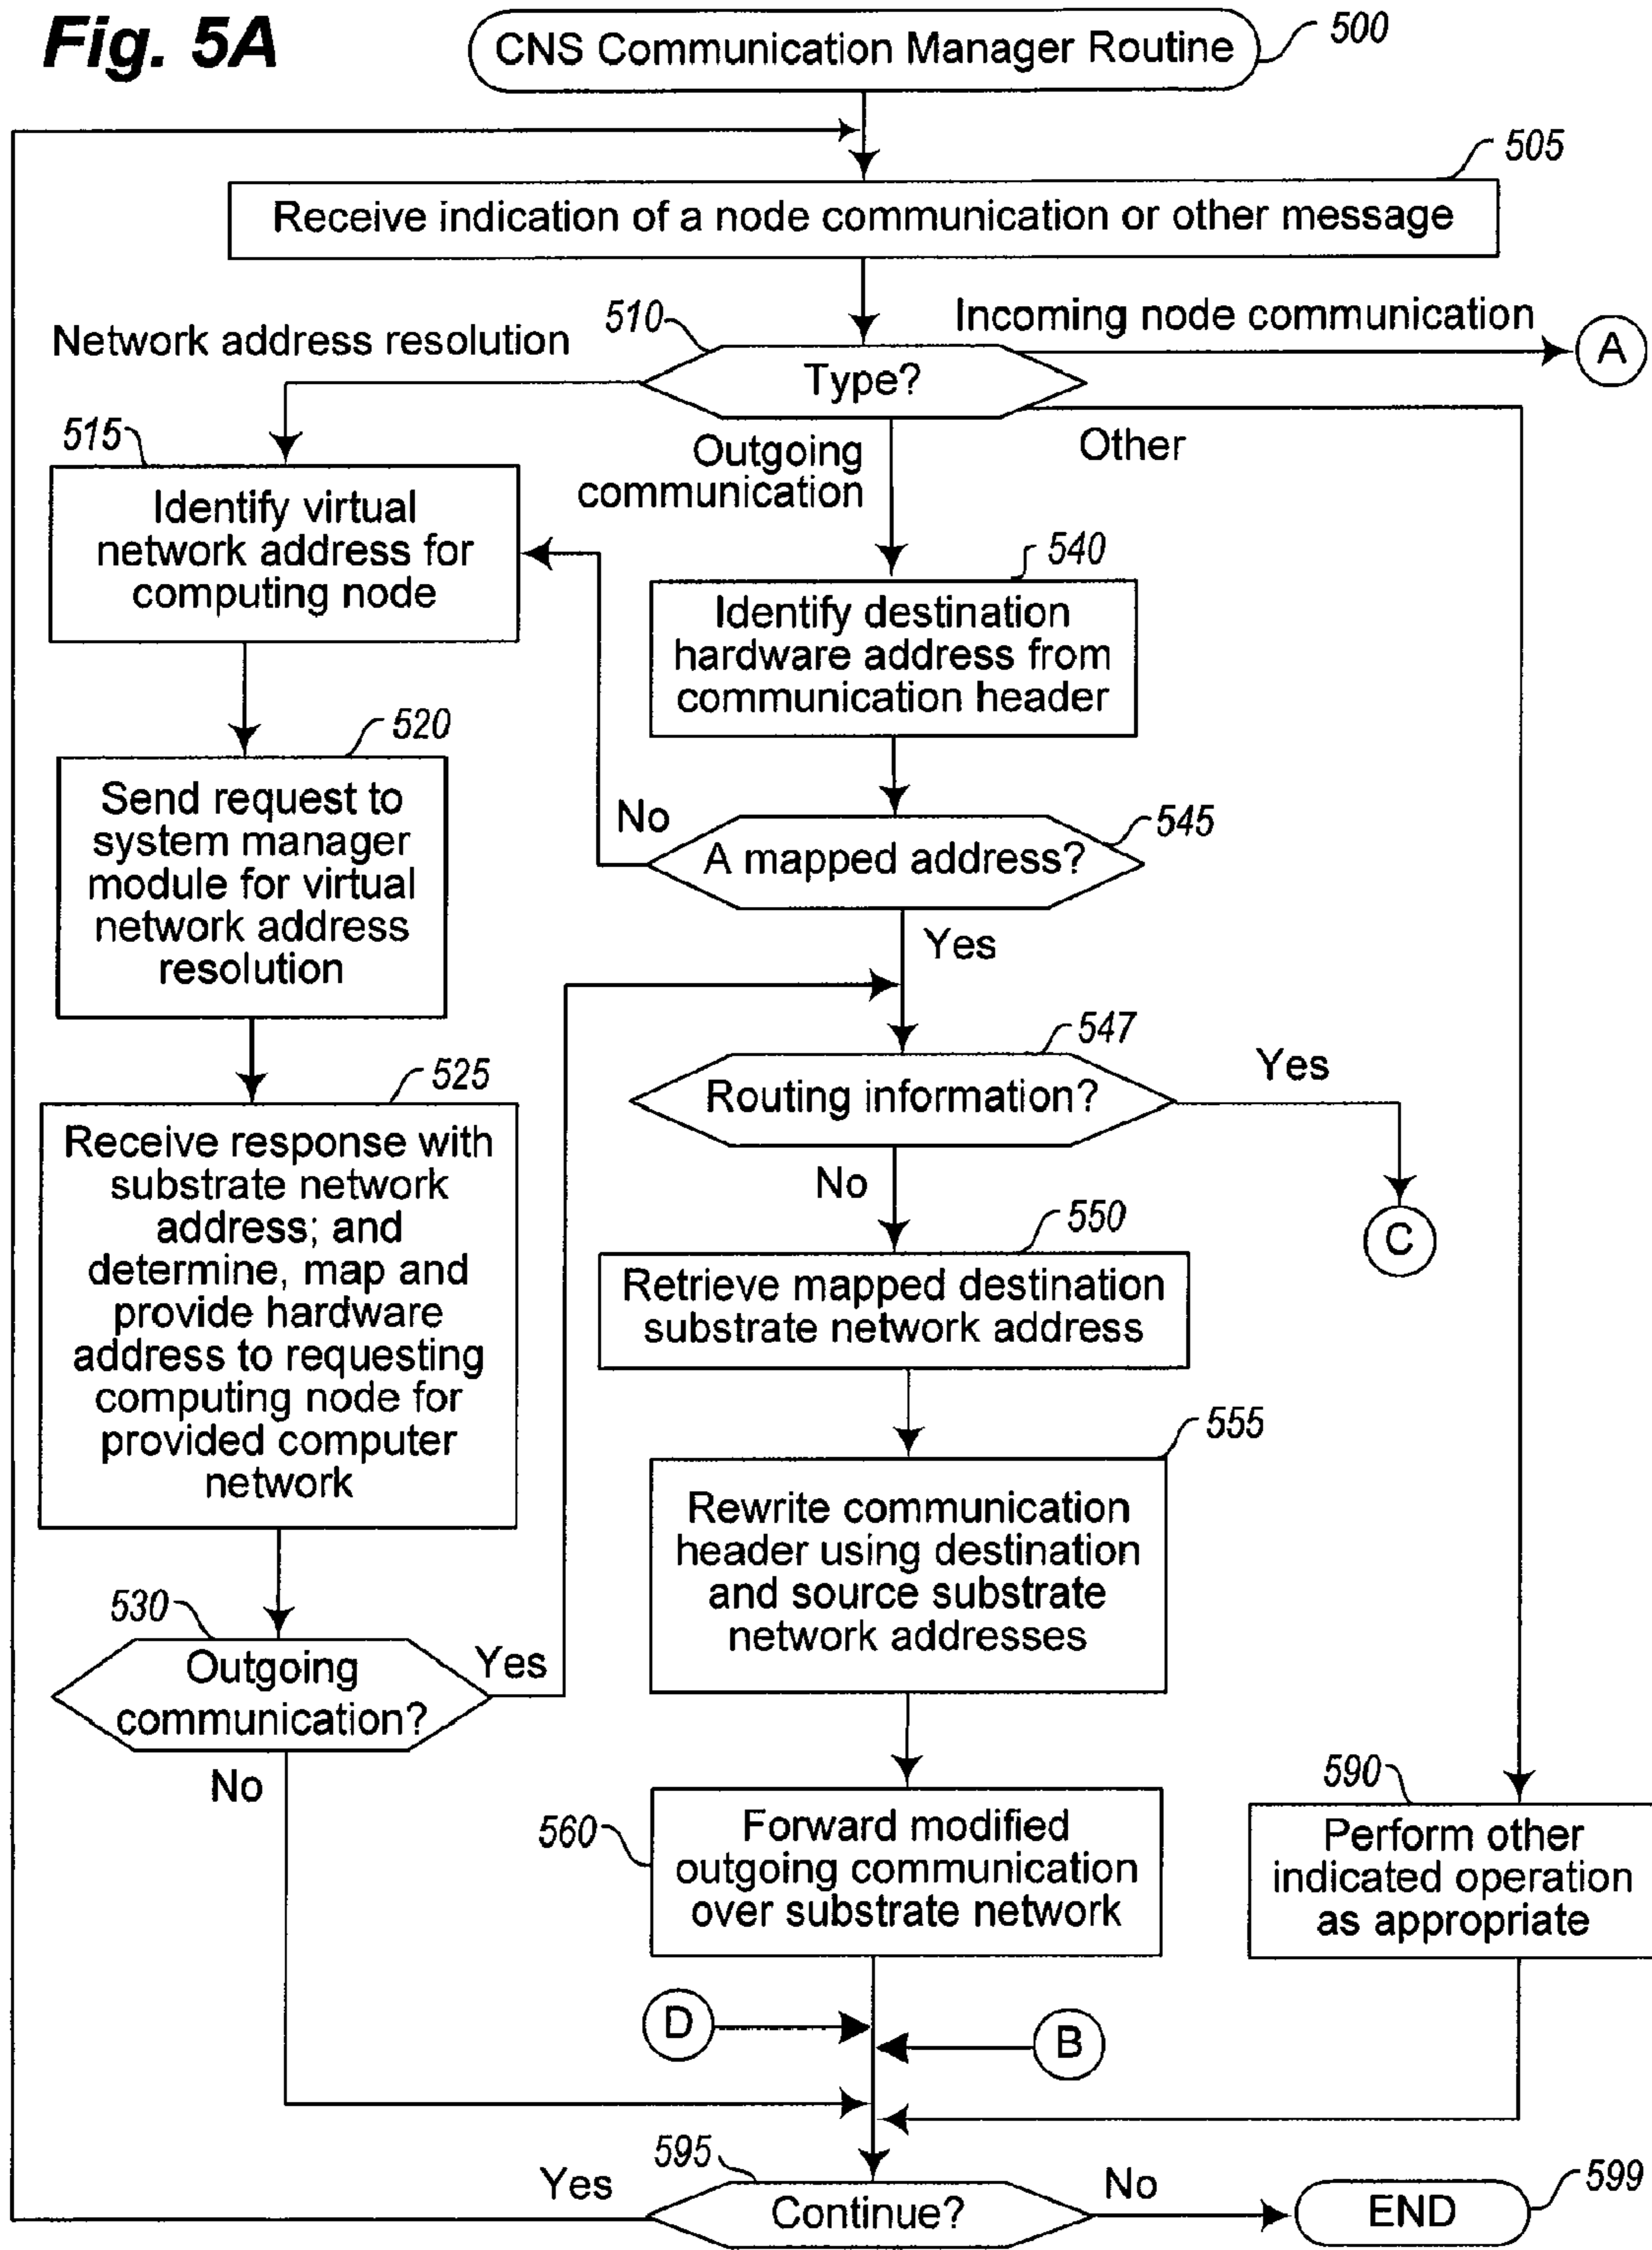 Fig. 5A
CNS Communication Manager Routine
500
505
Receive indication of a node communication or other message
510
Incoming node communication
A
Network address resolution
Type?
Other
Outgoing
communication
515
Identify virtual
network address for
computing node
540
Identify destination
hardware address from
communication header
520
Send request to
system manager
module for virtual
network address
resolution
No
545
A mapped address?
Yes
547
Routing information?
Yes
C
No
525
Receive response with
substrate network
address; and
determine, map and
provide hardware
address to requesting
computing node for
provided computer
network
550
Retrieve mapped destination
substrate network address
555
Rewrite communication
header using destination
and source substrate
network addresses
530
Outgoing
communication?
Yes
No
560
Forward modified
outgoing communication
over substrate network
590
Perform other
indicated operation
as appropriate
D
B
595
Yes
Continue?
No
END
599